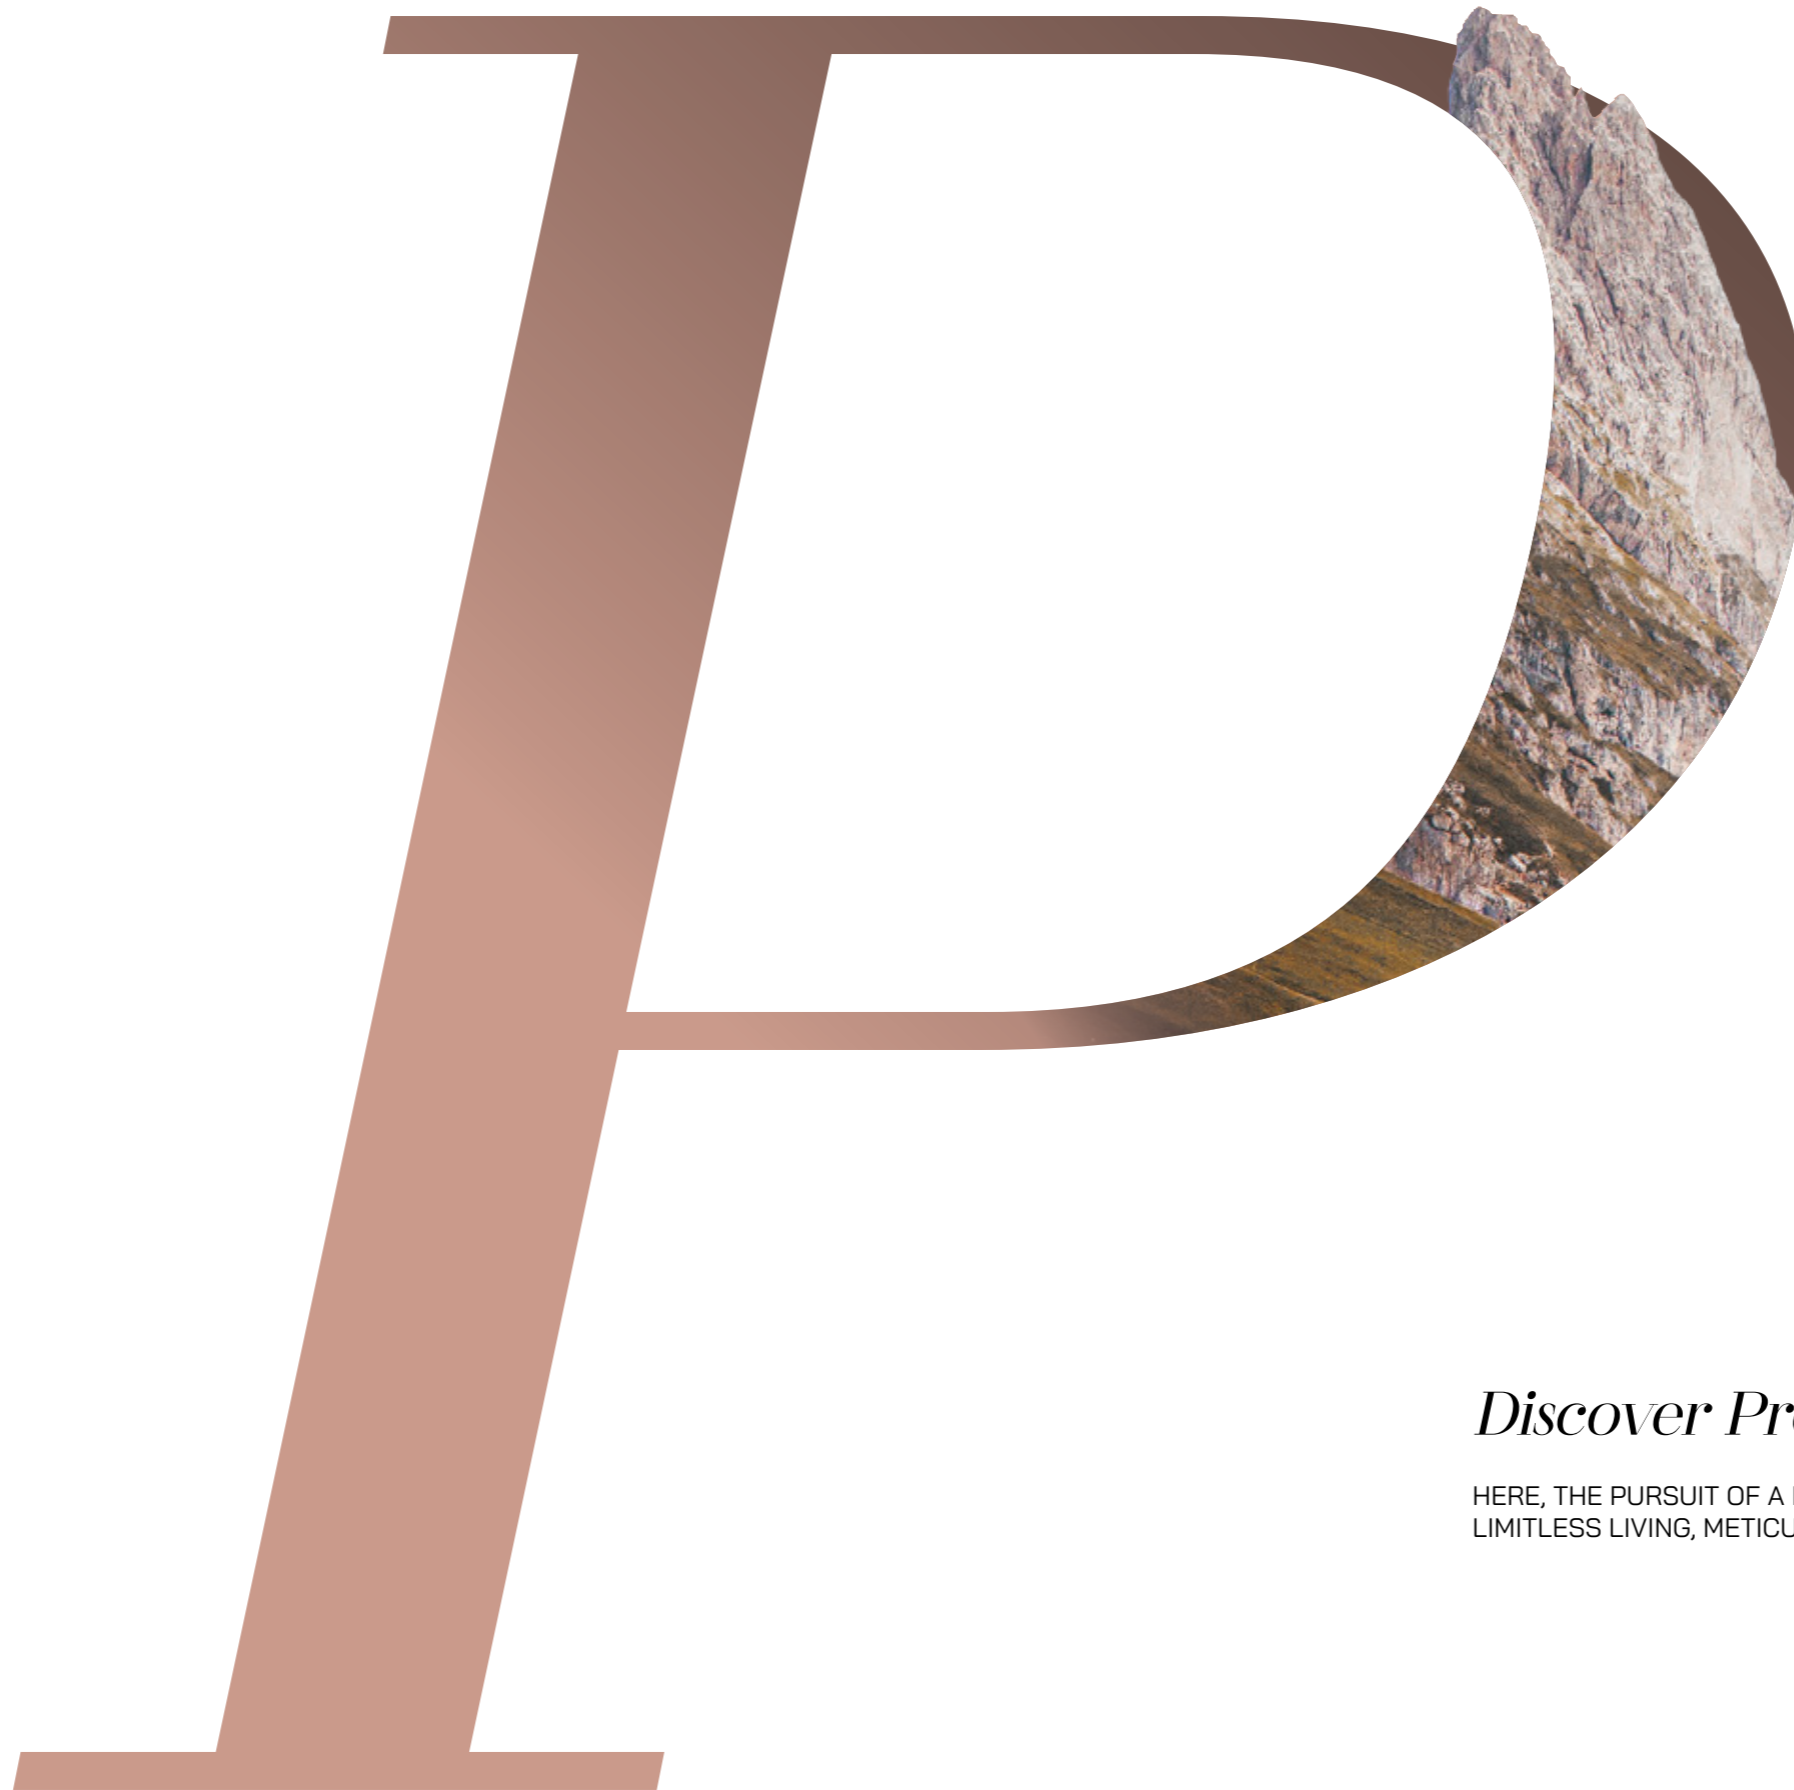 P
Discover
HERE, THE PURSUIT OF A
LIMITLESS LIVING,